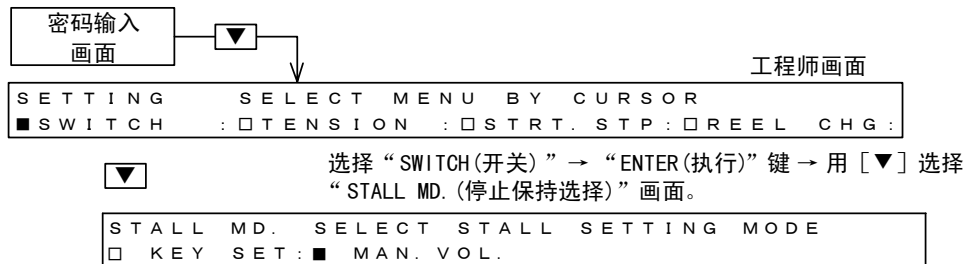 密码输入
画面
▼
工程师画面
SETTING SELECT MENU BY CURSOR
■SWITCH :□TENSION :□STRT. STP:□REEL CHG:
▼
选择“SWITCH(开关)”→ “ENTER(执行)”键 → 用 [▼] 选择
“STALL MD.(停止保持选择)”画面。
STALL MD. SELECT STALL SETTING MODE
□ KEY SET:■ MAN. VOL.